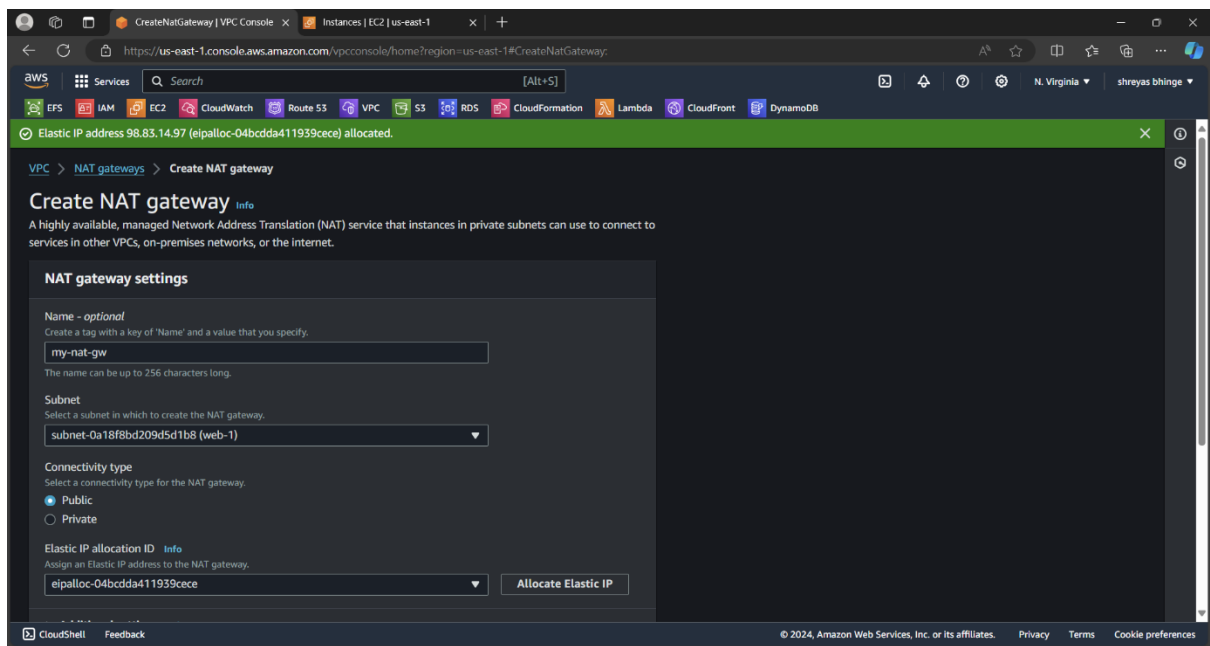 CreateNatGateway | VPC Console
Instances | EC2 | us-east-1
https://us-east-1.console.aws.amazon.com/vpcconsole/home?region=us-east-1#CreateNatGateway:
aws Services Search [Alt+S] N. Virginia ▼ shreyas bhinge ▼
EFS IAM EC2 CloudWatch Route 53 VPC S3 RDS CloudFormation Lambda CloudFront DynamoDB
Elastic IP address 98.83.14.97 (eipalloc-04bcdda411939cece) allocated.
VPC > NAT gateways > Create NAT gateway
Create NAT gateway Info
A highly available, managed Network Address Translation (NAT) service that instances in private subnets can use to connect to
services in other VPCs, on-premises networks, or the internet.
NAT gateway settings
Name - optional
Create a tag with a key of 'Name' and a value that you specify.
my-nat-gw
The name can be up to 256 characters long.
Subnet
Select a subnet in which to create the NAT gateway.
subnet-0a18f8bd209d5d1b8 (web-1)
Connectivity type
Select a connectivity type for the NAT gateway.
Public
Private
Elastic IP allocation ID Info
Assign an Elastic IP address to the NAT gateway.
eipalloc-04bcdda411939cece
Allocate Elastic IP
CloudShell Feedback © 2024, Amazon Web Services, Inc. or its affiliates. Privacy Terms Cookie preferences